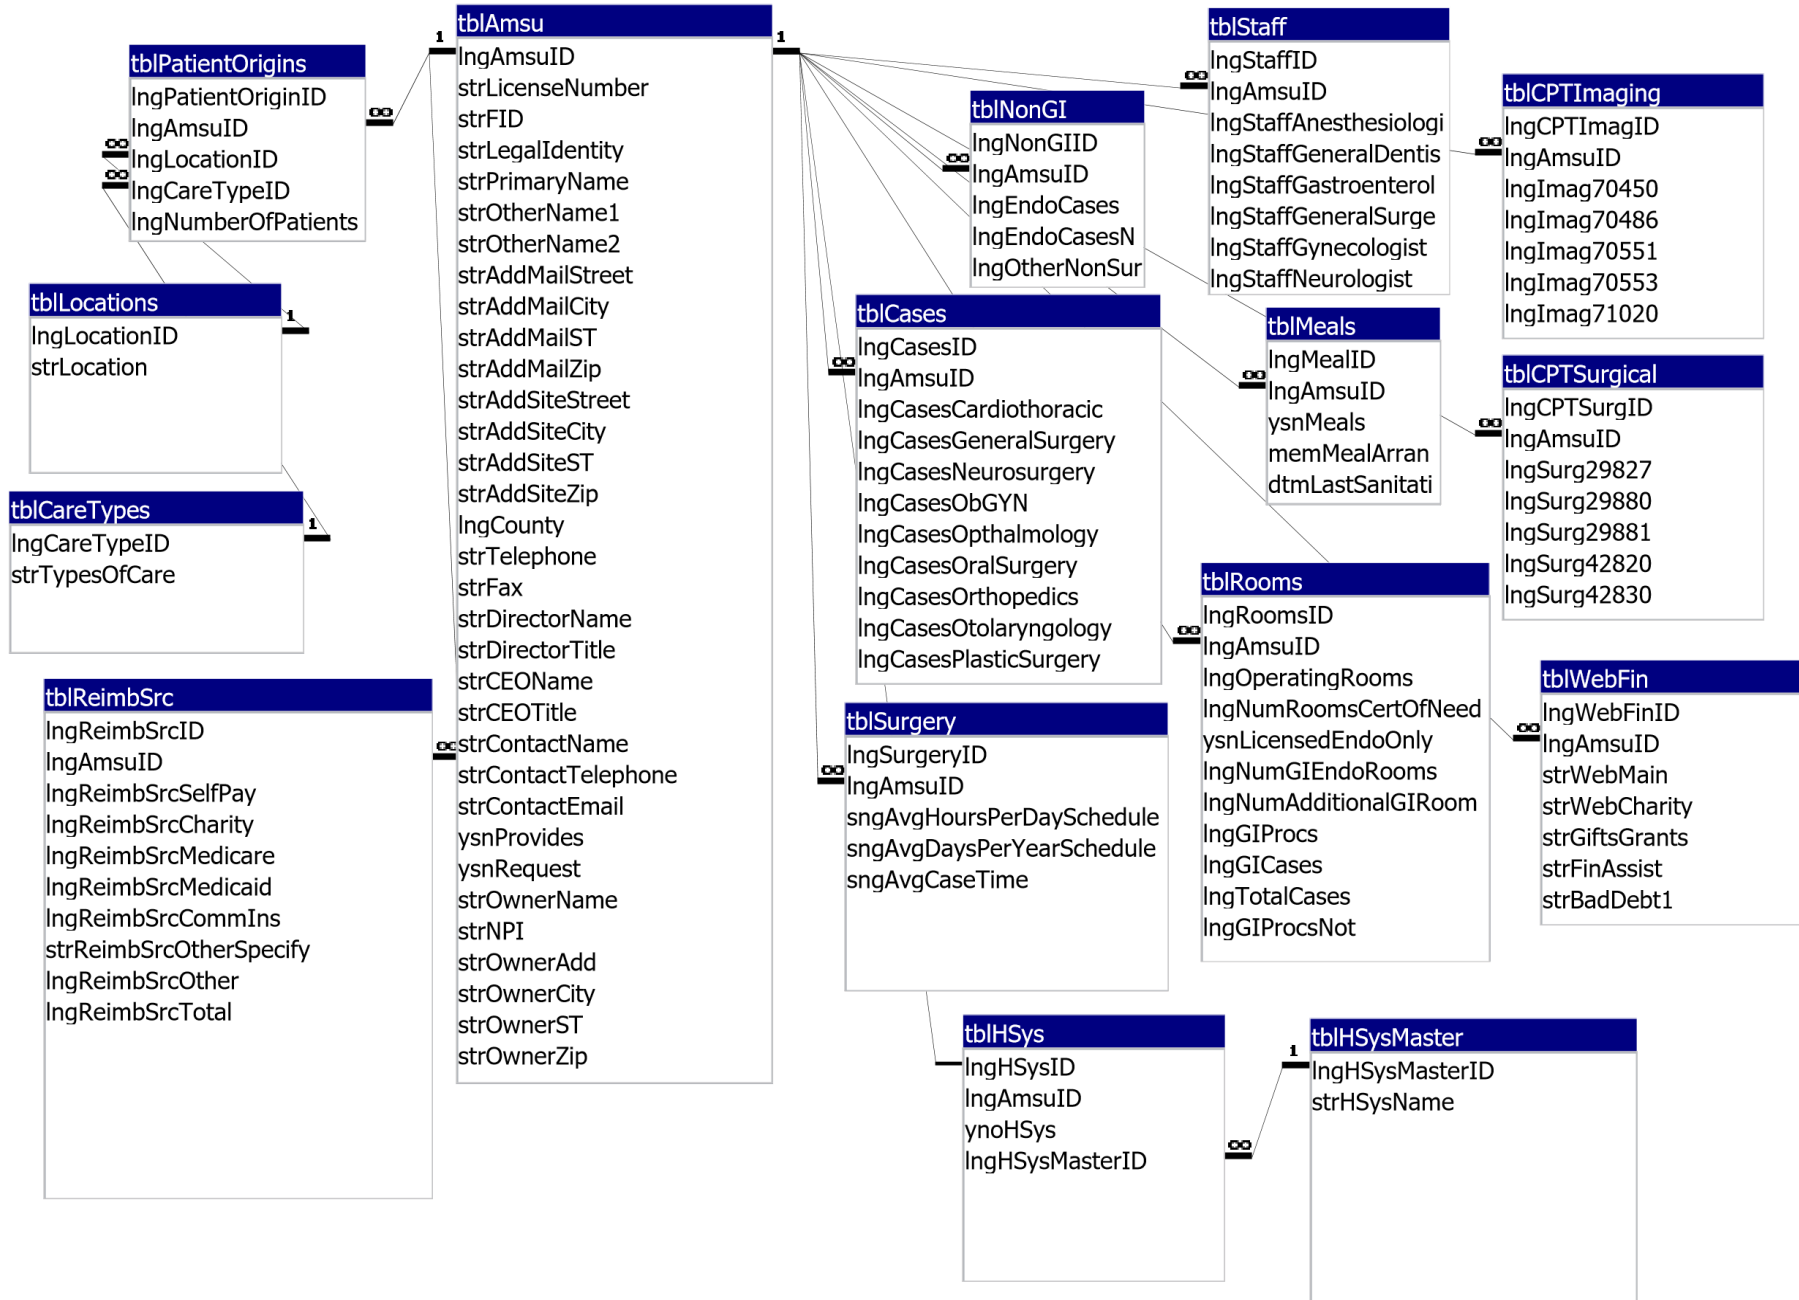 tblPatientOrigins
lngPatientOriginID
lngAmsuID
lngLocationID
lngCareTypeID
lngNumberOfPatients
tblLocations
lngLocationID
strLocation
tblCareTypes
lngCareTypeID
strTypesOfCare
tblReimbSrc
lngReimbSrcID
lngAmsuID
lngReimbSrcSelfPay
lngReimbSrcCharity
lngReimbSrcMedicare
lngReimbSrcMedicaid
lngReimbSrcCommIns
strReimbSrcOtherSpecify
lngReimbSrcOther
lngReimbSrcTotal
tblAmsu
lngAmsuID
strLicenseNumber
strFID
strLegalIdentity
strPrimaryName
strOtherName1
strOtherName2
strAddMailStreet
strAddMailCity
strAddMailST
strAddMailZip
strAddSiteStreet
strAddSiteCity
strAddSiteST
strAddSiteZip
lngCounty
strTelephone
strFax
strDirectorName
strDirectorTitle
strCEOName
strCEOTitle
strContactName
strContactTelephone
strContactEmail
ysnProvides
ysnRequest
strOwnerName
strNPI
strOwnerAdd
strOwnerCity
strOwnerST
strOwnerZip
1
1
1
1
1
∞
∞
∞
∞
∞
∞
∞
∞
∞
∞
∞
∞
∞
∞
tblNonGI
lngNonGIID
lngAmsuID
lngEndoCases
lngEndoCasesN
lngOtherNonSur
tblCases
lngCasesID
lngAmsuID
lngCasesCardiothoracic
lngCasesGeneralSurgery
lngCasesNeurosurgery
lngCasesObGYN
lngCasesOpthalmology
lngCasesOralSurgery
lngCasesOrthopedics
lngCasesOtolaryngology
lngCasesPlasticSurgery
tblSurgery
lngSurgeryID
lngAmsuID
sngAvgHoursPerDaySchedule
sngAvgDaysPerYearSchedule
sngAvgCaseTime
tblHSys
lngHSysID
lngAmsuID
ynoHSys
lngHSysMasterID
tblHSysMaster
lngHSysMasterID
strHSysName
tblStaff
lngStaffID
lngAmsuID
lngStaffAnesthesiologi
lngStaffGeneralDentis
lngStaffGastroenterol
lngStaffGeneralSurge
lngStaffGynecologist
lngStaffNeurologist
tblMeals
lngMealID
lngAmsuID
ysnMeals
memMealArran
dtmLastSanitati
tblRooms
lngRoomsID
lngAmsuID
lngOperatingRooms
lngNumRoomsCertOfNeed
ysnLicensedEndoOnly
lngNumGIEndoRooms
lngNumAdditionalGIRoom
lngGIProcs
lngGICases
lngTotalCases
lngGIProcsNot
tblCPTImaging
lngCPTImagID
lngAmsuID
lngImag70450
lngImag70486
lngImag70551
lngImag70553
lngImag71020
tblCPTSurgical
lngCPTSurgID
lngAmsuID
lngSurg29827
lngSurg29880
lngSurg29881
lngSurg42820
lngSurg42830
tblWebFin
lngWebFinID
lngAmsuID
strWebMain
strWebCharity
strGiftsGrants
strFinAssist
strBadDebt1